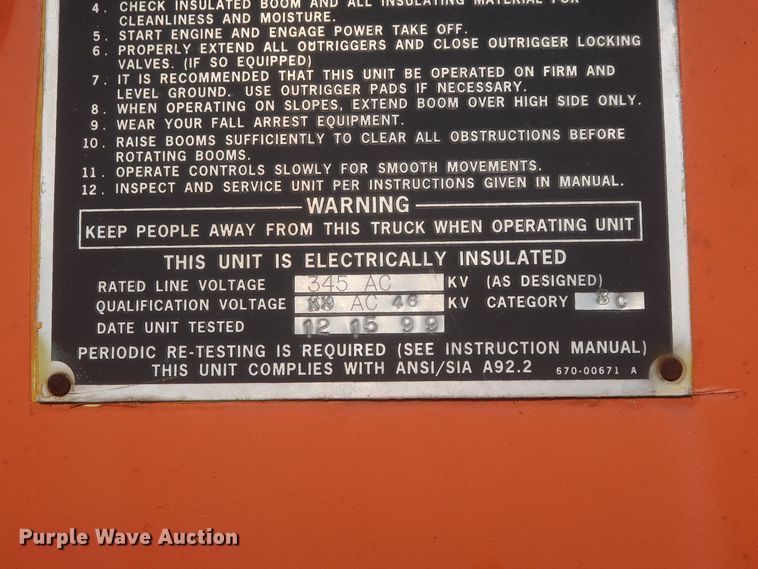 4. CHECK INSULATED BOOM AND ALL INSULATING MATERIAL FOR
CLEANLINESS AND MOISTURE.
5. START ENGINE AND ENGAGE POWER TAKE OFF.
6. PROPERLY EXTEND ALL OUTRIGGERS AND CLOSE OUTRIGGER LOCKING
VALVES. (IF SO EQUIPPED)
7. IT IS RECOMMENDED THAT THIS UNIT BE OPERATED ON FIRM AND
LEVEL GROUND. USE OUTRIGGER PADS IF NECESSARY.
8. WHEN OPERATING ON SLOPES, EXTEND BOOM OVER HIGH SIDE ONLY.
9. WEAR YOUR FALL ARREST EQUIPMENT.
10. RAISE BOOMS SUFFICIENTLY TO CLEAR ALL OBSTRUCTIONS BEFORE
ROTATING BOOMS.
11. OPERATE CONTROLS SLOWLY FOR SMOOTH MOVEMENTS.
12. INSPECT AND SERVICE UNIT PER INSTRUCTIONS GIVEN IN MANUAL.
WARNING
KEEP PEOPLE AWAY FROM THIS TRUCK WHEN OPERATING UNIT
THIS UNIT IS ELECTRICALLY INSULATED
RATED LINE VOLTAGE 345 AC KV (AS DESIGNED)
QUALIFICATION VOLTAGE AC 46 KV CATEGORY C
DATE UNIT TESTED 12 15 99
PERIODIC RE-TESTING IS REQUIRED (SEE INSTRUCTION MANUAL)
THIS UNIT COMPLIES WITH ANSI/SIA A92.2 670-00671 A
Purple Wave Auction